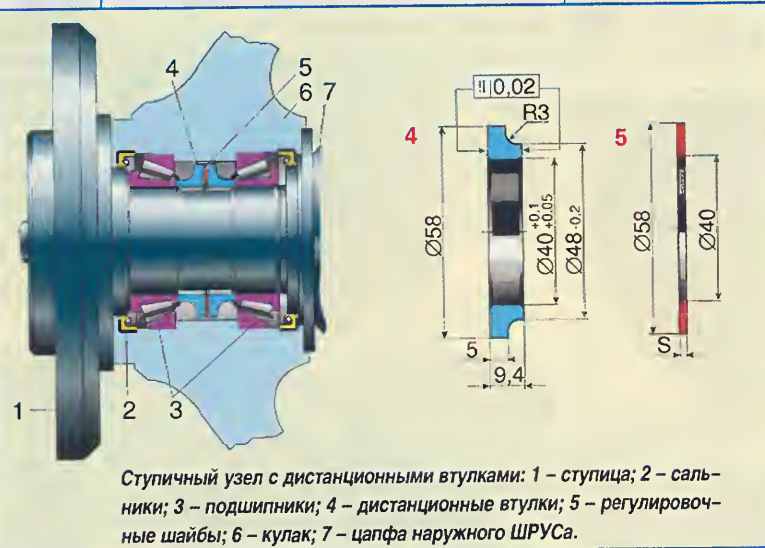 4
5
6 7
1
2
3
4
5
// 0,02
R3
Ø58
Ø40 +0,1 +0,05
Ø48-0,2
Ø58
Ø40
5
9,4
S
Ступичный узел с дистанционными втулками: 1 – ступица; 2 – саль-
ники; 3 – подшипники; 4 – дистанционные втулки; 5 – регулировоч-
ные шайбы; 6 – кулак; 7 – цапфа наружного ШРУСа.